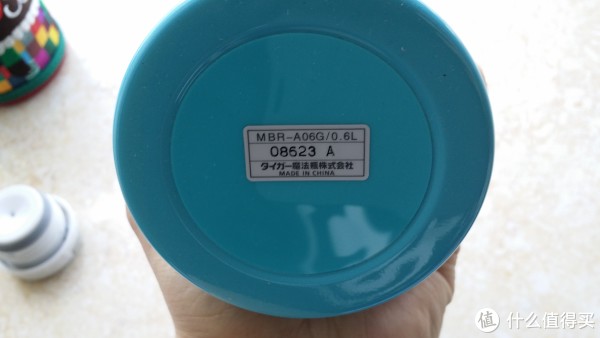 MBR-A06G/0.6L
08623 A
タイガー魔法瓶株式会社
MADE IN CHINA
值 什么值得买